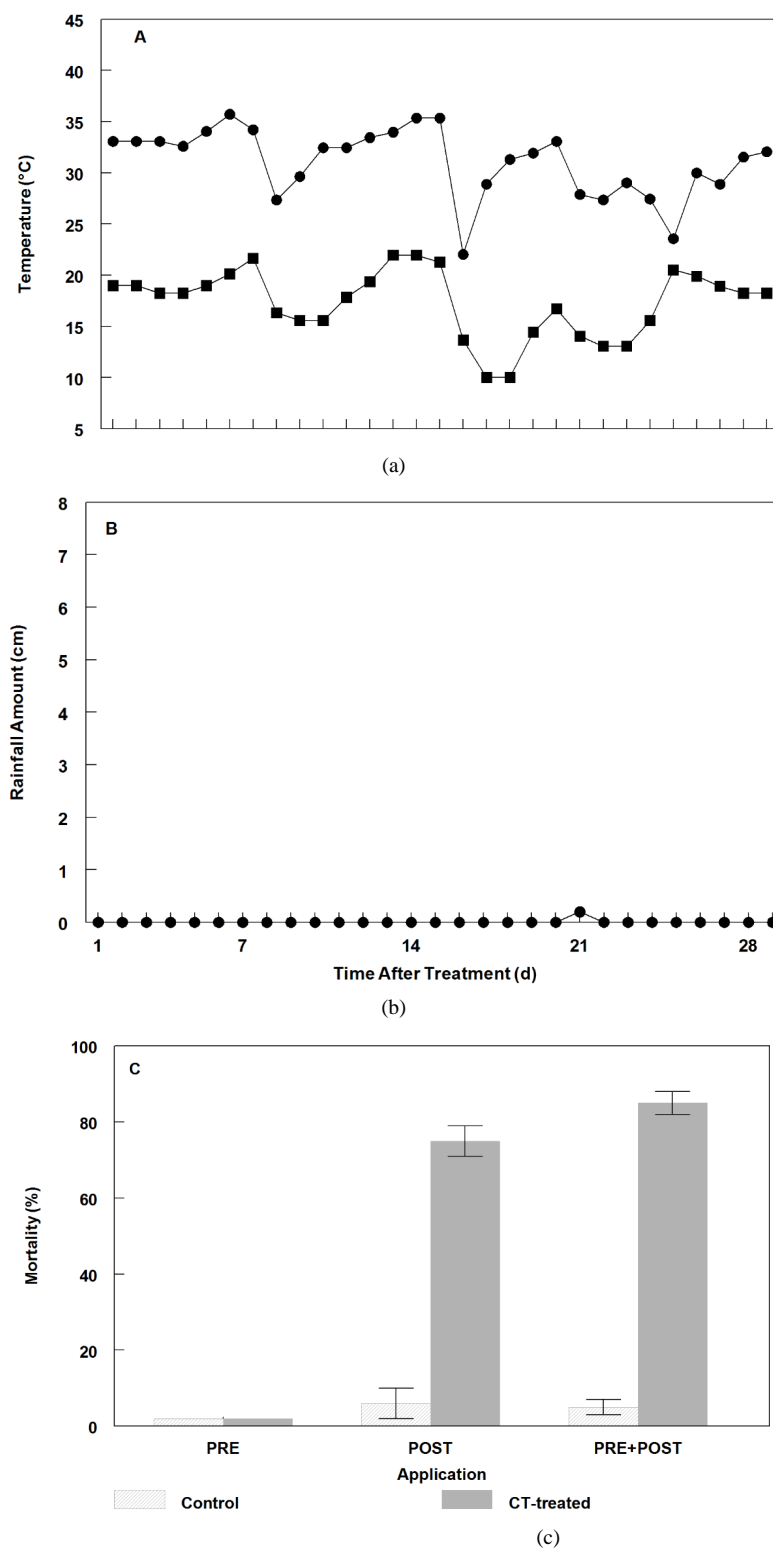 A
45
40
35
30
25
20
15
10
5
Temperature (°C)
(a)
B
8
7
6
5
4
3
2
1
0
Rainfall Amount (cm)
1 7 14 21 28
Time After Treatment (d)
(b)
C
100
80
60
40
20
0
Mortality (%)
PRE POST PRE+POST
Application
Control CT-treated
(c)